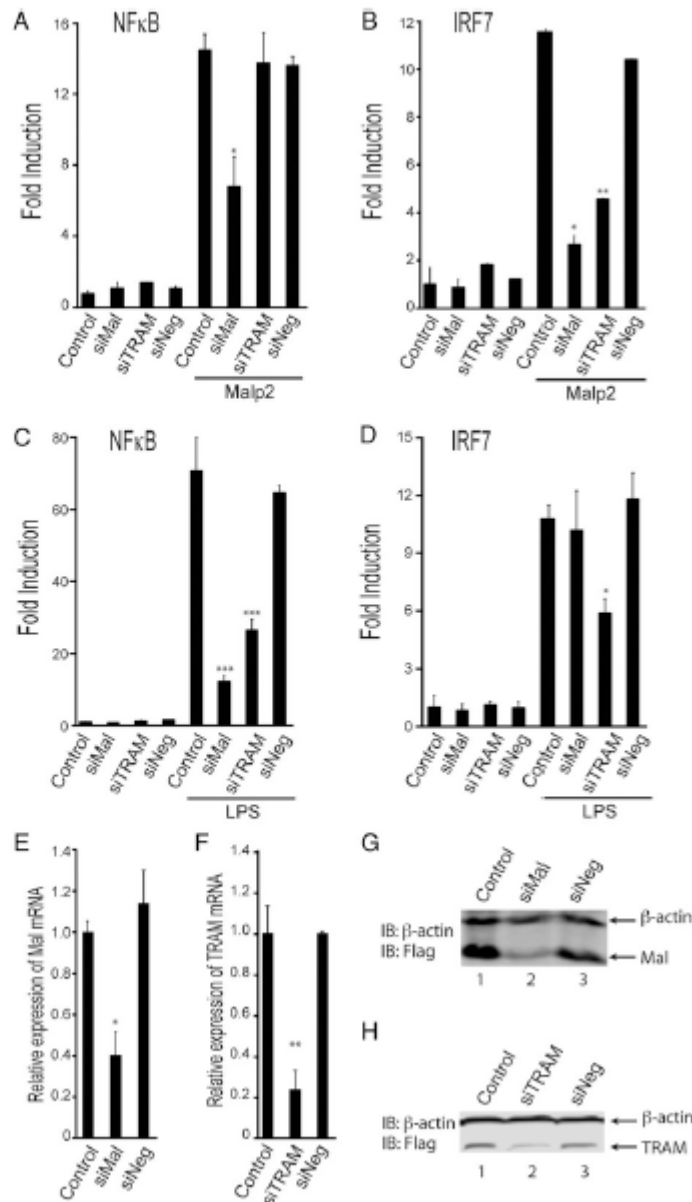 A NFκB
Fold Induction
16
12
8
4
0
*
Control siMal siTRAM siNeg Control siMal siTRAM siNeg
Malp2
B IRF7
Fold Induction
12
10
8
6
4
2
0
*
**
Control siMal siTRAM siNeg Control siMal siTRAM siNeg
Malp2
C NFκB
Fold Induction
80
60
40
20
0
***
***
Control siMal siTRAM siNeg Control siMal siTRAM siNeg
LPS
D IRF7
Fold Induction
15
12
9
6
3
0
*
Control siMal siTRAM siNeg Control siMal siTRAM siNeg
LPS
E
Relative expression of Mal mRNA
1.4
1.2
1.0
0.8
0.6
0.4
0.2
0
*
Control siMal siNeg
F
Relative expression of TRAM mRNA
1.4
1.2
1.0
0.8
0.6
0.4
0.2
0
**
Control siTRAM siNeg
G
Control siMal siNeg
IB: β-actin β-actin
IB: Flag Mal
1 2 3
H
Control siTRAM siNeg
IB: β-actin β-actin
IB: Flag TRAM
1 2 3